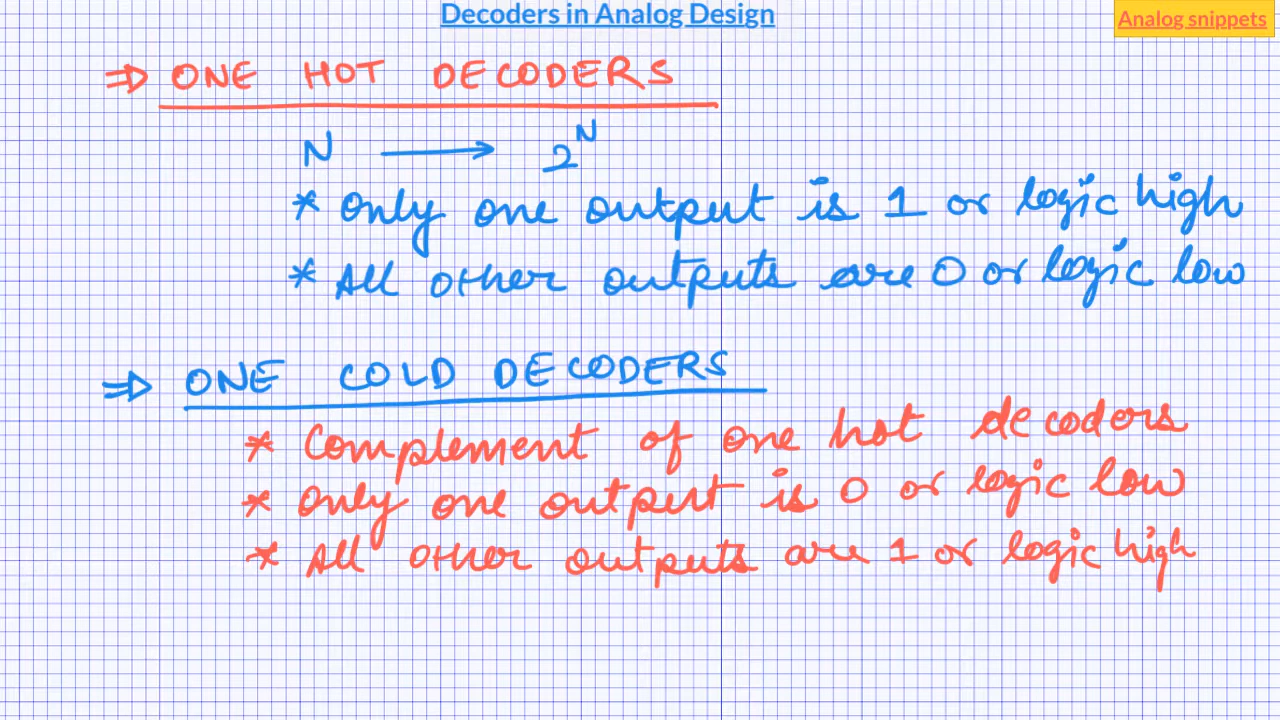 Decoders in Analog Design
Analog snippets
⇒ ONE HOT DECODERS
N ⟶ 2^N
* Only one output is 1 or logic high
* All other outputs are 0 or logic low
⇒ ONE COLD DECODERS
* Complement of one hot decoders
* Only one output is 0 or logic low
* All other outputs are 1 or logic high